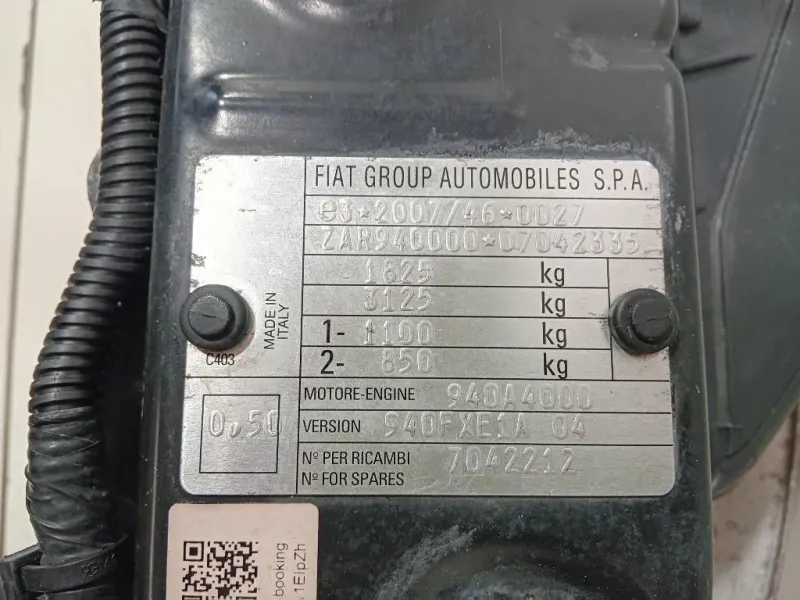 FIAT GROUP AUTOMOBILES S.P.A.
e3*2007/46*0027
ZAR940000*07042335
1825 kg
3125 kg
1- 1100 kg
2- 850 kg
MADE IN
ITALY
C403
MOTORE-ENGINE 940A4000
0,50
VERSION 940FXE1A 04
Nº PER RICAMBI 7042212
Nº FOR SPARES
booking